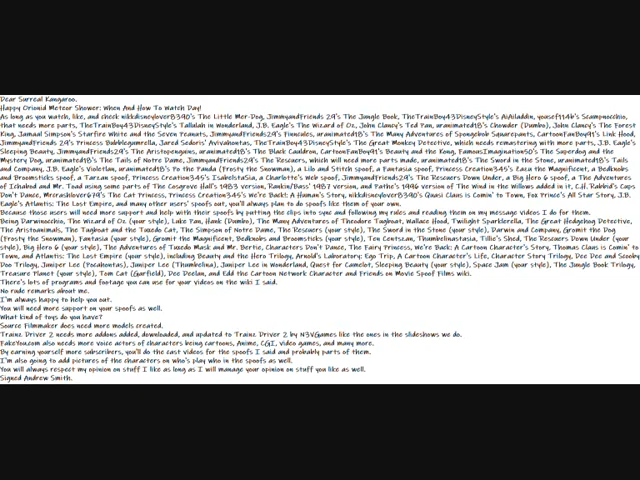 Dear Surreal Kangaroo.
Happy Orionid Meteor Shower: When And How To Watch Day!
As long as you watch, like, and check nikkdisneylover8390's The Little Mer-Dog, JimmyandFriends 29's The Jungle Book, TheTrainBoy43DisneyStyle's AiAiladdin, yourself14b's Scampnocchio,
that needs more parts, TheTrainBoy43DisneyStyle's Tallulah in Wonderland, J.B. Eagle's The Wizard of Oz, John Clancy's Ted Pan, uranimated18's Chowder (Dumbo), John Clancy's The Forest
King, Jamaal Simpson's Starfire White and the Seven Peanuts, JimmyandFriends29's Pinnules, uranimated18's The Many Adventures of Spongebob Squarepants, CartoonFanBoy91's Link Hood,
JimmyandFriends 29's Princess Babblegumrella, Jared Sedoris' Avivahontas, TheTrainBoy43DisneyStyle's The Great Monkey Detective, which needs remastering with more parts, J.B. Eagle's
Sleeping Beauty, JimmyandFriends29's The Aristopenguins, uranimated18's The Black Cauldron, CartoonFanBoy91's Beauty and the Kong, FamousImagination50's The Superdog and the
Mystery Dog, uranimated18's The Tails of Notre Dame, JimmyandFriends29's The Rescuers, which will need more parts made, uranimated18's The Sword in the Stone, uranimated18's Tails
and Company, J.B. Eagle's Violetlan, uranimated18's Po the Panda (Frosty the Snowman), a Lilo and Stitch spoof, a Fantasia spoof, Princess Creation345's Eazu the Magnificent, a Bedknobs
and Broomsticks spoof, a Tarzan spoof, Princess Creation345's IsabellaSia, a Charlotte's Web spoof, JimmyandFriends29's The Rescuers Down Under, a Big Hero 6 spoof, a The Adventures
of Ichabod and Mr. Toad using some parts of The Cosgrove Hall's 1983 version, Rankin/Bass' 1987 version, and Pathe's 1996 version of The Wind in the Willows added in it, C.H. Rabhid's Cops
Don't Dance, Mrcrashlover679's The Cat Princess, Princess Creation345's We're Back: A Human's Story, nikkdisneylover8390's Quasi Claus is Comin' to Town, Fox Prince's All Star Story, J.B.
Eagle's Atlantis: The Lost Empire, and many other users' spoofs out, you'll always plan to do spoofs like them of your own.
Because those users will need more support and help with their spoofs by putting the clips into sync and following my rules and reading them on my message videos I do for them.
Being Darwinocchio, The Wizard of Oz (your style), Luke Pan, Hank (Dumbo), The Many Adventures of Theodore Tagboat, Wallace Hood, Twilight Sparklerella, The Great Hedgehog Detective,
The Aristoanimals, The Tagboat and the Tuxedo Cat, The Simpson of Notre Dame, The Rescuers (your style), The Sword in the Stone (your style), Darwin and Company, Gromit the Dog
(Frosty the Snowman), Fantasia (your style), Gromit the Magnificent, Bedknobs and Broomsticks (your style), Ten Centsean, Thumbelinastasia, Tillie's Shed, The Rescuers Down Under (your
style), Big Hero 6 (your style), The Adventures of Tuxedo Mask and Mr. Bertie, Characters Don't Dance, The Fairy Princess, We're Back: A Cartoon Character's Story, Thomas Claus is Comin' to
Town, and Atlantis: The Lost Empire (your style), including Beauty and the Hero Trilogy, Arnold's Labratory: Ego Trip, A Cartoon Character's Life, Character Story Trilogy, Dee Dee and Scooby
Doo Trilogy, Juniper Lee (Pocahontas), Juniper Lee (Thumbelina), Juniper Lee in Wonderland, Quest for Camelot, Sleeping Beauty (your style), Space Jam (your style), The Jungle Book Trilogy,
Treasure Planet (your style), Tom Cat (Garfield), Dee Deelan, and Edd the Cartoon Network Character and Friends on Movie Spoof Films wiki.
There's lots of programs and footage you can use for your videos on the wiki I said.
No rude remarks about me.
I'm always happy to help you out.
You will need more support on your spoofs as well.
What kind of toys do you have?
Source Filmmaker does need more models created.
Trainz Driver 2 needs more addons added, downloaded, and updated to Trainz Driver 2 by N3VGames like the ones in the slideshows we do.
FakeYou.com also needs more voice actors of characters being cartoons, Anime, CGI, video games, and many more.
By earning yourself more subscribers, you'll do the cast videos for the spoofs I said and probably parts of them.
I'm also going to add pictures of the characters on who's play who in the spoofs as well.
You will always respect my opinion on stuff I like as long as I will manage your opinion on stuff you like as well.
Signed Andrew Smith.